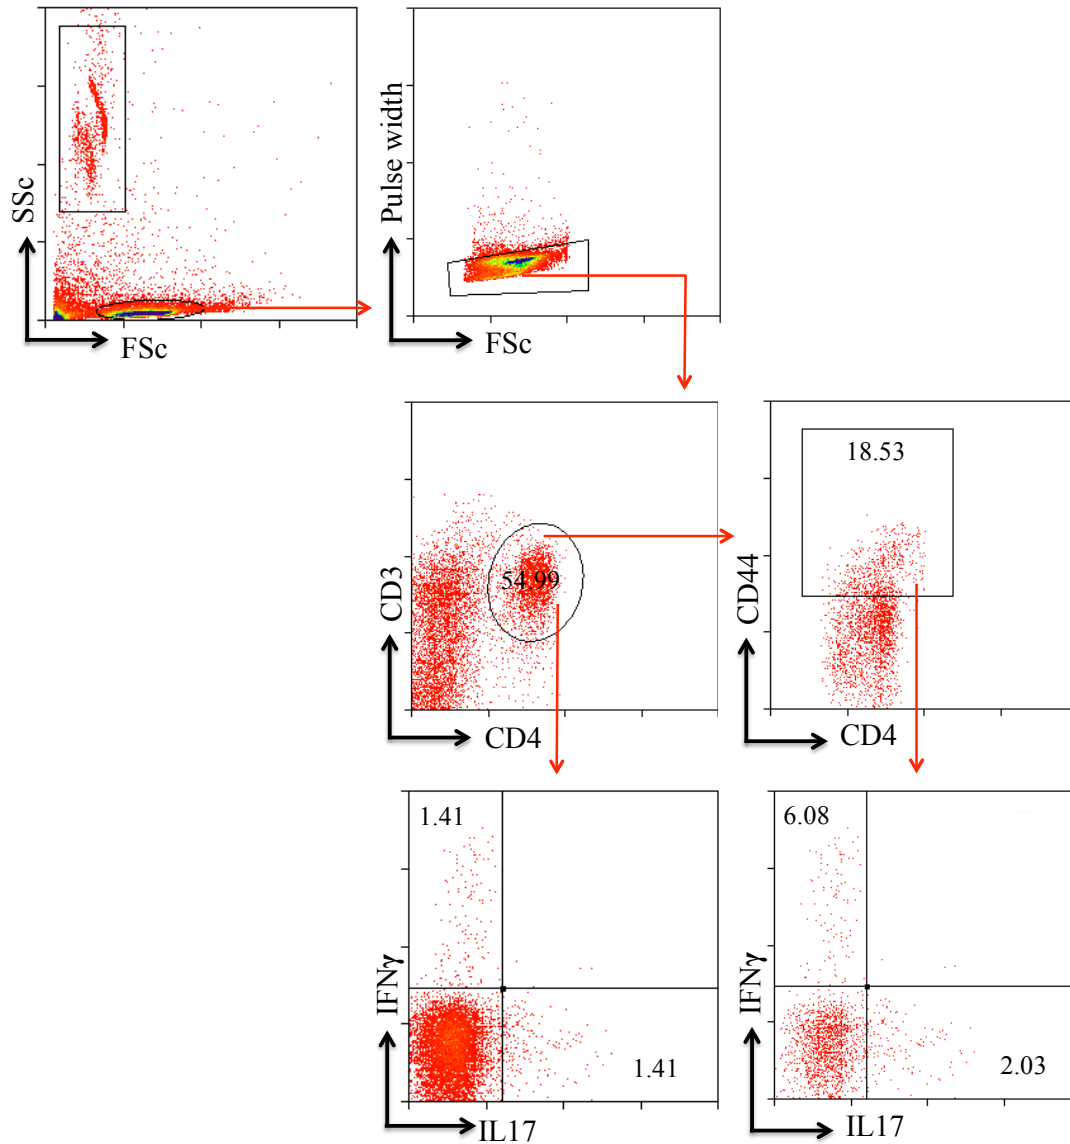 SSc
FSc
Pulse width
FSc
CD3
54.99
CD4
CD44
18.53
CD4
IFNγ
1.41
1.41
IL17
IFNγ
6.08
2.03
IL17